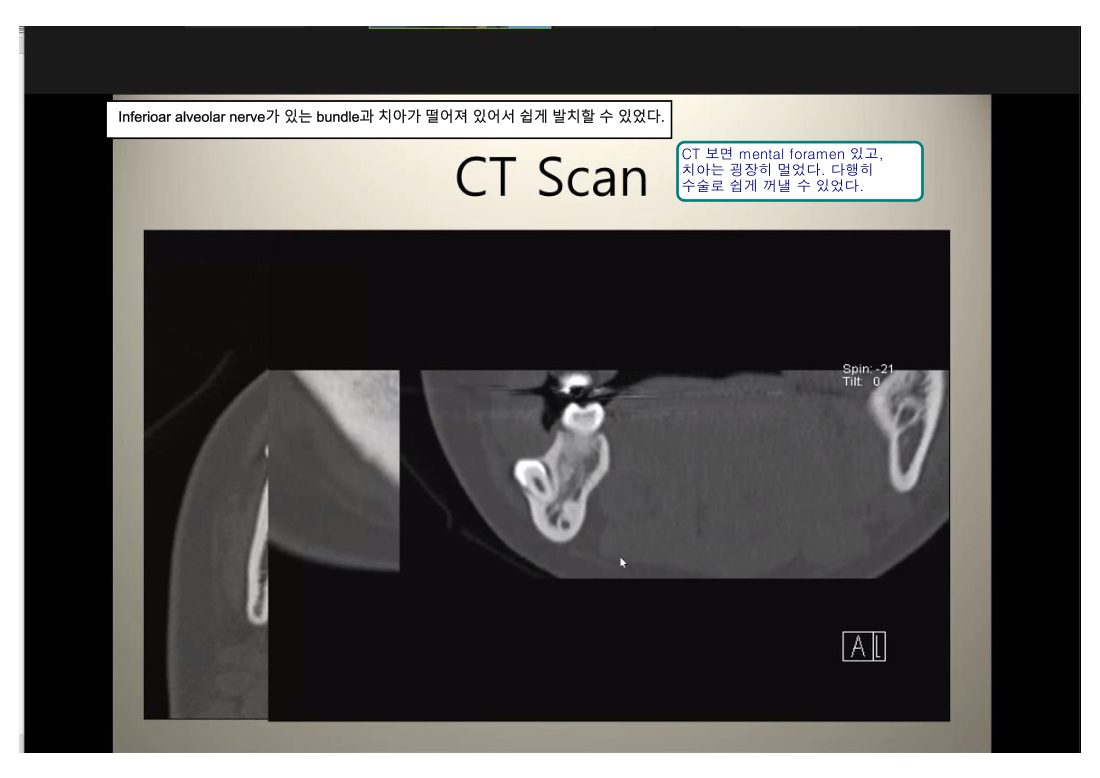 Inferioar alveolar nerve가 있는 bundle과 치아가 떨어져 있어서 쉽게 발치할 수 있었다.
CT Scan
CT 보면 mental foramen 있고,
치아는 굉장히 멀었다. 다행히
수술로 쉽게 꺼낼 수 있었다.
Spin: -21
Tilt: 0
A L